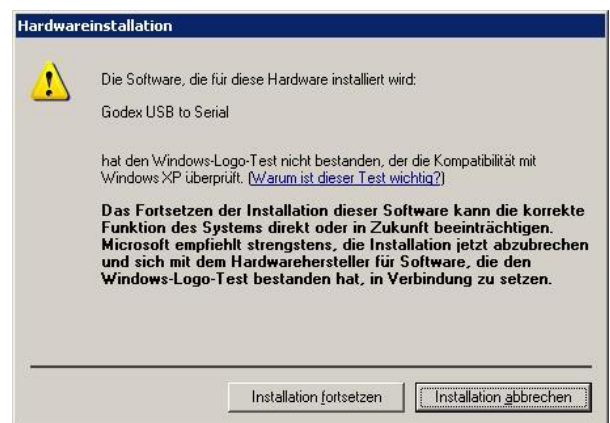 Hardwareinstallation
Die Software, die für diese Hardware installiert wird:
Godex USB to Serial
hat den Windows-Logo-Test nicht bestanden, der die Kompatibilität mit
Windows XP überprüft. (Warum ist dieser Test wichtig?)
Das Fortsetzen der Installation dieser Software kann die korrekte
Funktion des Systems direkt oder in Zukunft beeinträchtigen.
Microsoft empfiehlt strengstens, die Installation jetzt abzubrechen
und sich mit dem Hardwarehersteller für Software, die den
Windows-Logo-Test bestanden hat, in Verbindung zu setzen.
Installation fortsetzen
Installation abbrechen